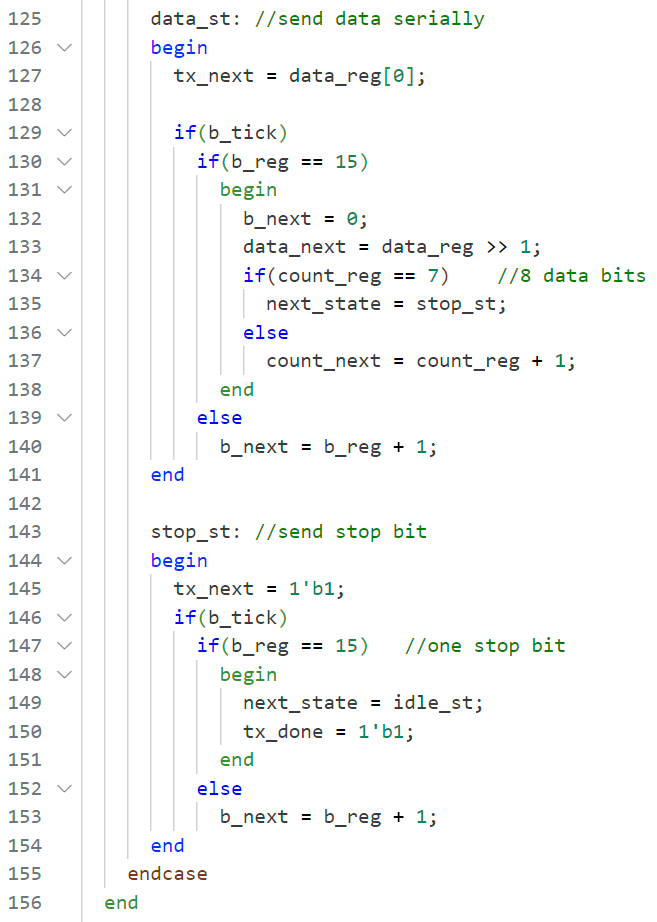 125 data_st: //send data serially
126 begin
127 tx_next = data_reg[0];
128
129 if(b_tick)
130 if(b_reg == 15)
131 begin
132 b_next = 0;
133 data_next = data_reg >> 1;
134 if(count_reg == 7)    //8 data bits
135 next_state = stop_st;
136 else
137 count_next = count_reg + 1;
138 end
139 else
140 b_next = b_reg + 1;
141 end
142
143 stop_st: //send stop bit
144 begin
145 tx_next = 1'b1;
146 if(b_tick)
147 if(b_reg == 15)   //one stop bit
148 begin
149 next_state = idle_st;
150 tx_done = 1'b1;
151 end
152 else
153 b_next = b_reg + 1;
154 end
155 endcase
156 end